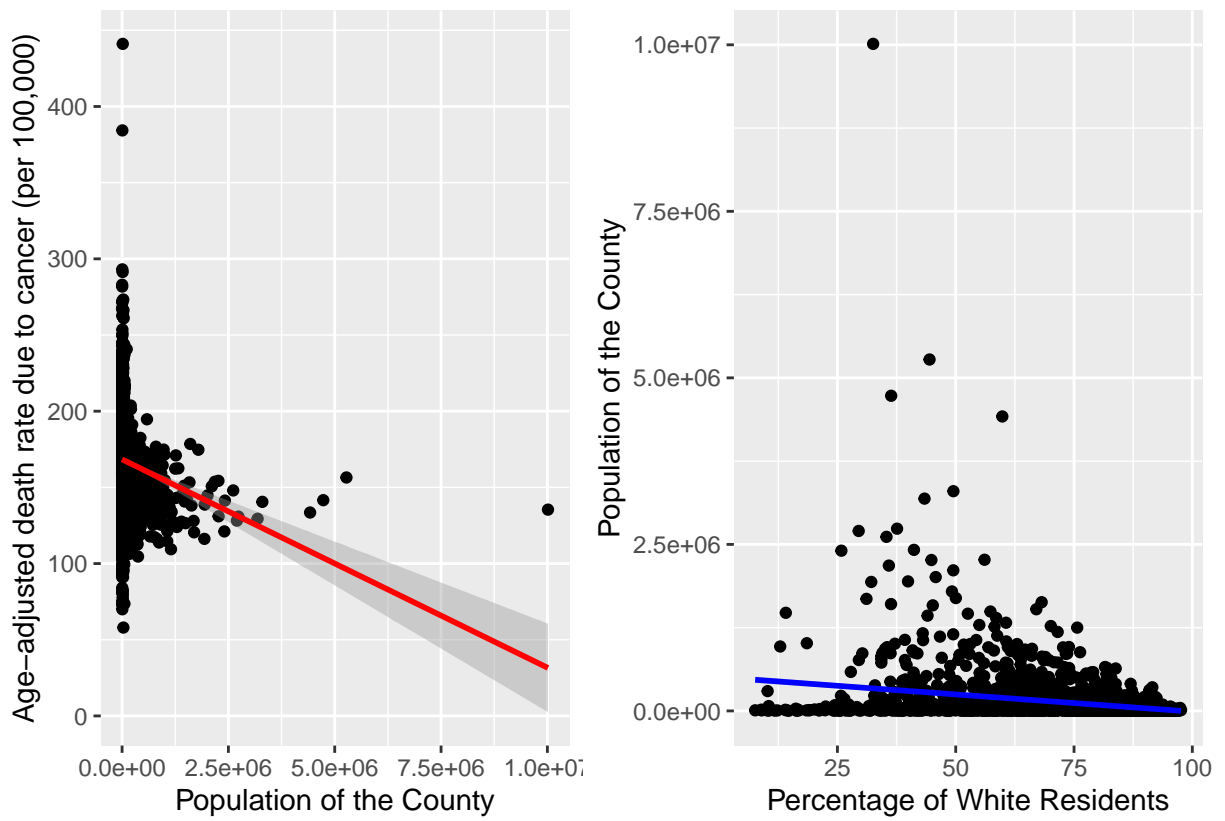 Age−adjusted death rate due to cancer (per 100,000)
400
300
200
100
0
0.0e+00 2.5e+06 5.0e+06 7.5e+06 1.0e+07
Population of the County
Population of the County
1.0e+07
7.5e+06
5.0e+06
2.5e+06
0.0e+00
25 50 75 100
Percentage of White Residents